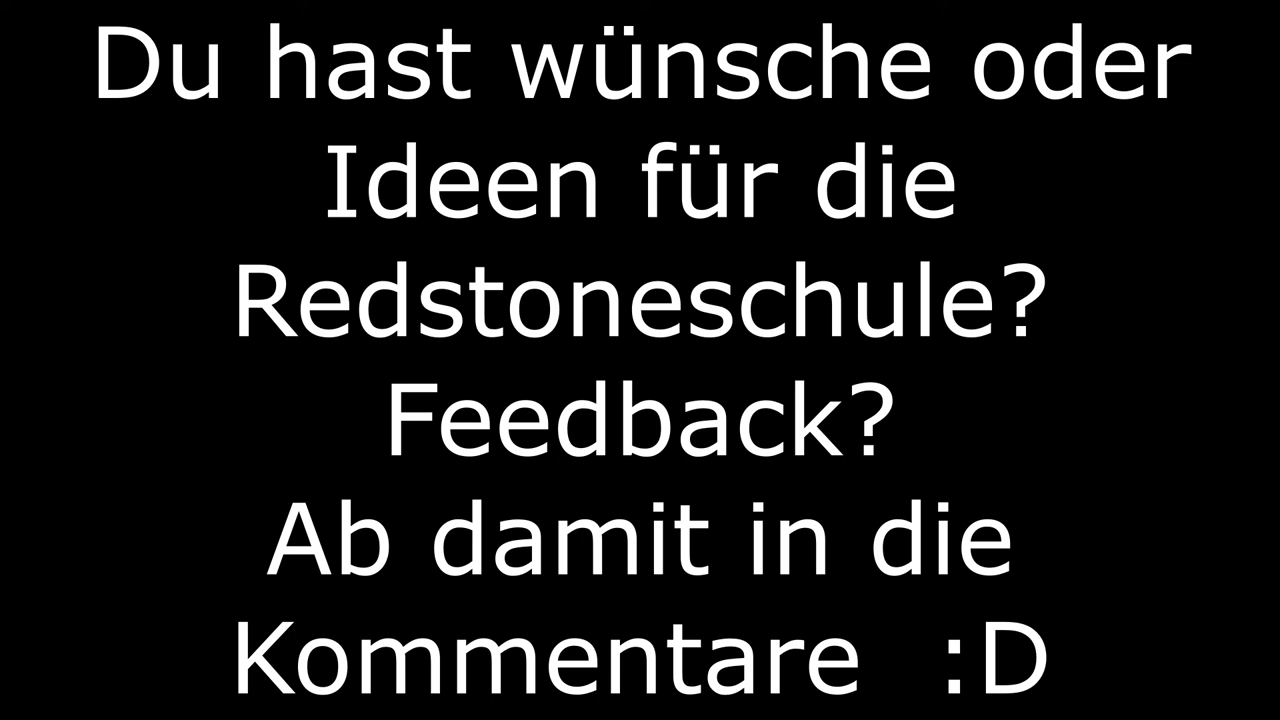 Du hast wünsche oder
Ideen für die
Redstoneschule?
Feedback?
Ab damit in die
Kommentare  :D